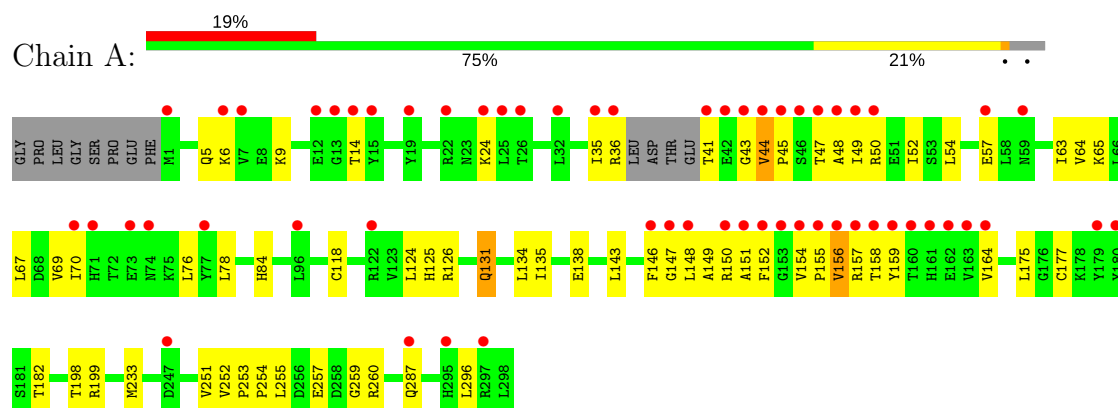 19%
Chain A:
75% 21% • •
GLY PRO LEU GLY SER PRO GLU PHE M1 Q5 K6 V7 E8 K9 E12 G13 T14 Y15 Y19 R22 N23 K24 L25 T26 L32 I35 R36 LEU ASP THR GLU T41 E42 G43 V44 P45 S46 T47 A48 I49 R50 E51 I52 S53 L54 E57 L58 N59 I63 V64 K65 L66
L67 D68 V69 I70 H71 T72 E73 N74 K75 L76 Y77 L78 H84 L96 C118 R122 V123 L124 H125 R126 Q131 L134 I135 E138 L143 F146 G147 L148 A149 R150 A151 F152 G153 V154 P155 V156 R157 T158 Y159 T160 H161 E162 V163 V164 L175 G176 C177 K178 Y179 Y180
S181 T182 T198 R199 M233 D247 V251 V252 P253 P254 L255 D256 E257 D258 G259 R260 Q287 H295 L296 R297 L298